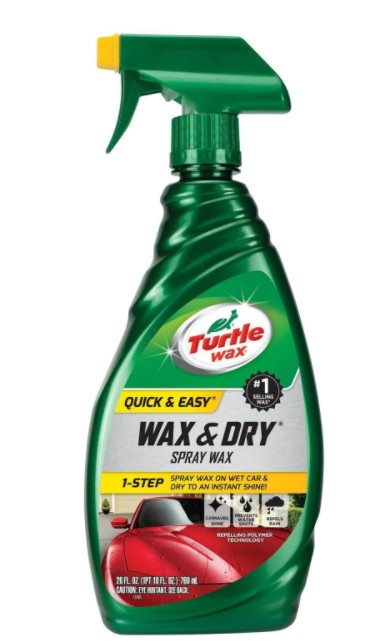 Turtle
wax®
#1
SELLING
WAX*
QUICK & EASY®
WAX & DRY®
SPRAY WAX
1-STEP
SPRAY WAX ON WET CAR &
DRY TO AN INSTANT SHINE!
CARNAUBA
SHINE
PREVENTS
WATER
SPOTS
REPELS
RAIN
REPELLING POLYMER
TECHNOLOGY
26 FL. OZ. (1PT 10 FL. OZ.) 769 mL
CAUTION: EYE IRRITANT. SEE BACK.